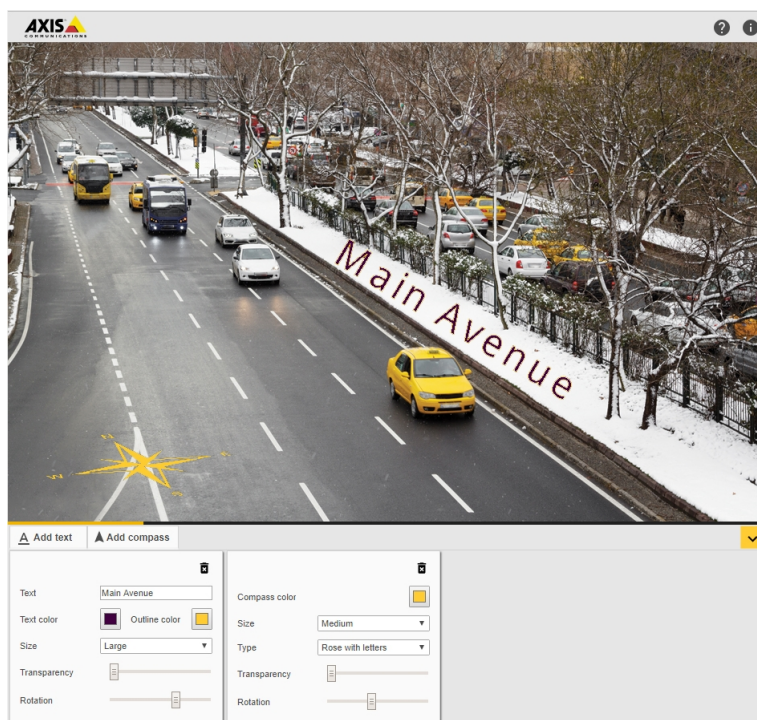 AXIS
COMMUNICATIONS
Main Avenue
Add text
Add compass
Text
Main Avenue
Text color
Outline color
Size
Large
Transparency
Rotation
Compass color
Size
Medium
Type
Rose with letters
Transparency
Rotation